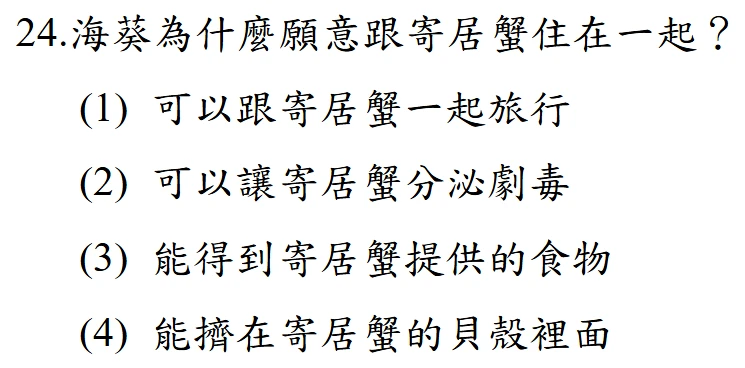 24.海葵為什麼願意跟寄居蟹住在一起？
(1) 可以跟寄居蟹一起旅行
(2) 可以讓寄居蟹分泌劇毒
(3) 能得到寄居蟹提供的食物
(4) 能擠在寄居蟹的貝殼裡面